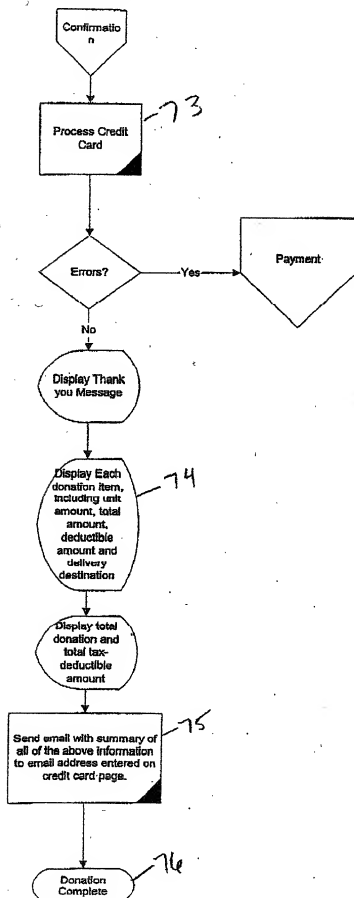 Confirmatio
n
73
Process Credit
Card
Errors?
Yes
Payment
No
Display Thank
you Message
74
Display Each
donation item,
including unit
amount, total
amount,
deductible
amount and
delivery
destination
Display total
donation and
total tax-
deductible
amount
75
Send email with summary of
all of the above information
to email address entered on
credit card page.
76
Donation
Complete